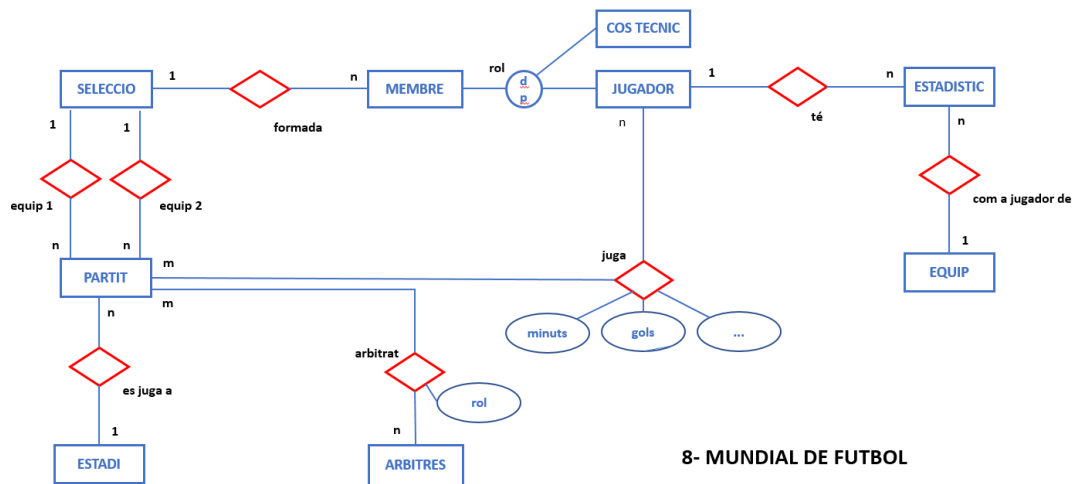 COS TECNIC
1
n
rol
1
n
SELECCIO
MEMBRE
d
p
JUGADOR
ESTADISTIC
formada
té
n
n
1
1
equip 1
equip 2
com a jugador de
n
n
m
juga
1
PARTIT
EQUIP
m
n
minuts
gols
...
arbitrat
es juga a
rol
1
n
ESTADI
ARBITRES
8- MUNDIAL DE FUTBOL